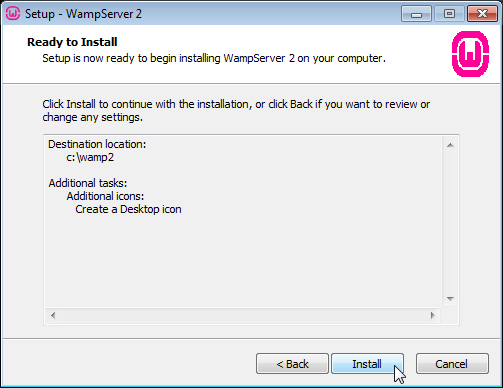 Setup - WampServer 2
Ready to Install
Setup is now ready to begin installing WampServer 2 on your computer.
W
Click Install to continue with the installation, or click Back if you want to review or
change any settings.
Destination location:
c:\wamp2
Additional tasks:
Additional icons:
Create a Desktop icon
< Back Install Cancel